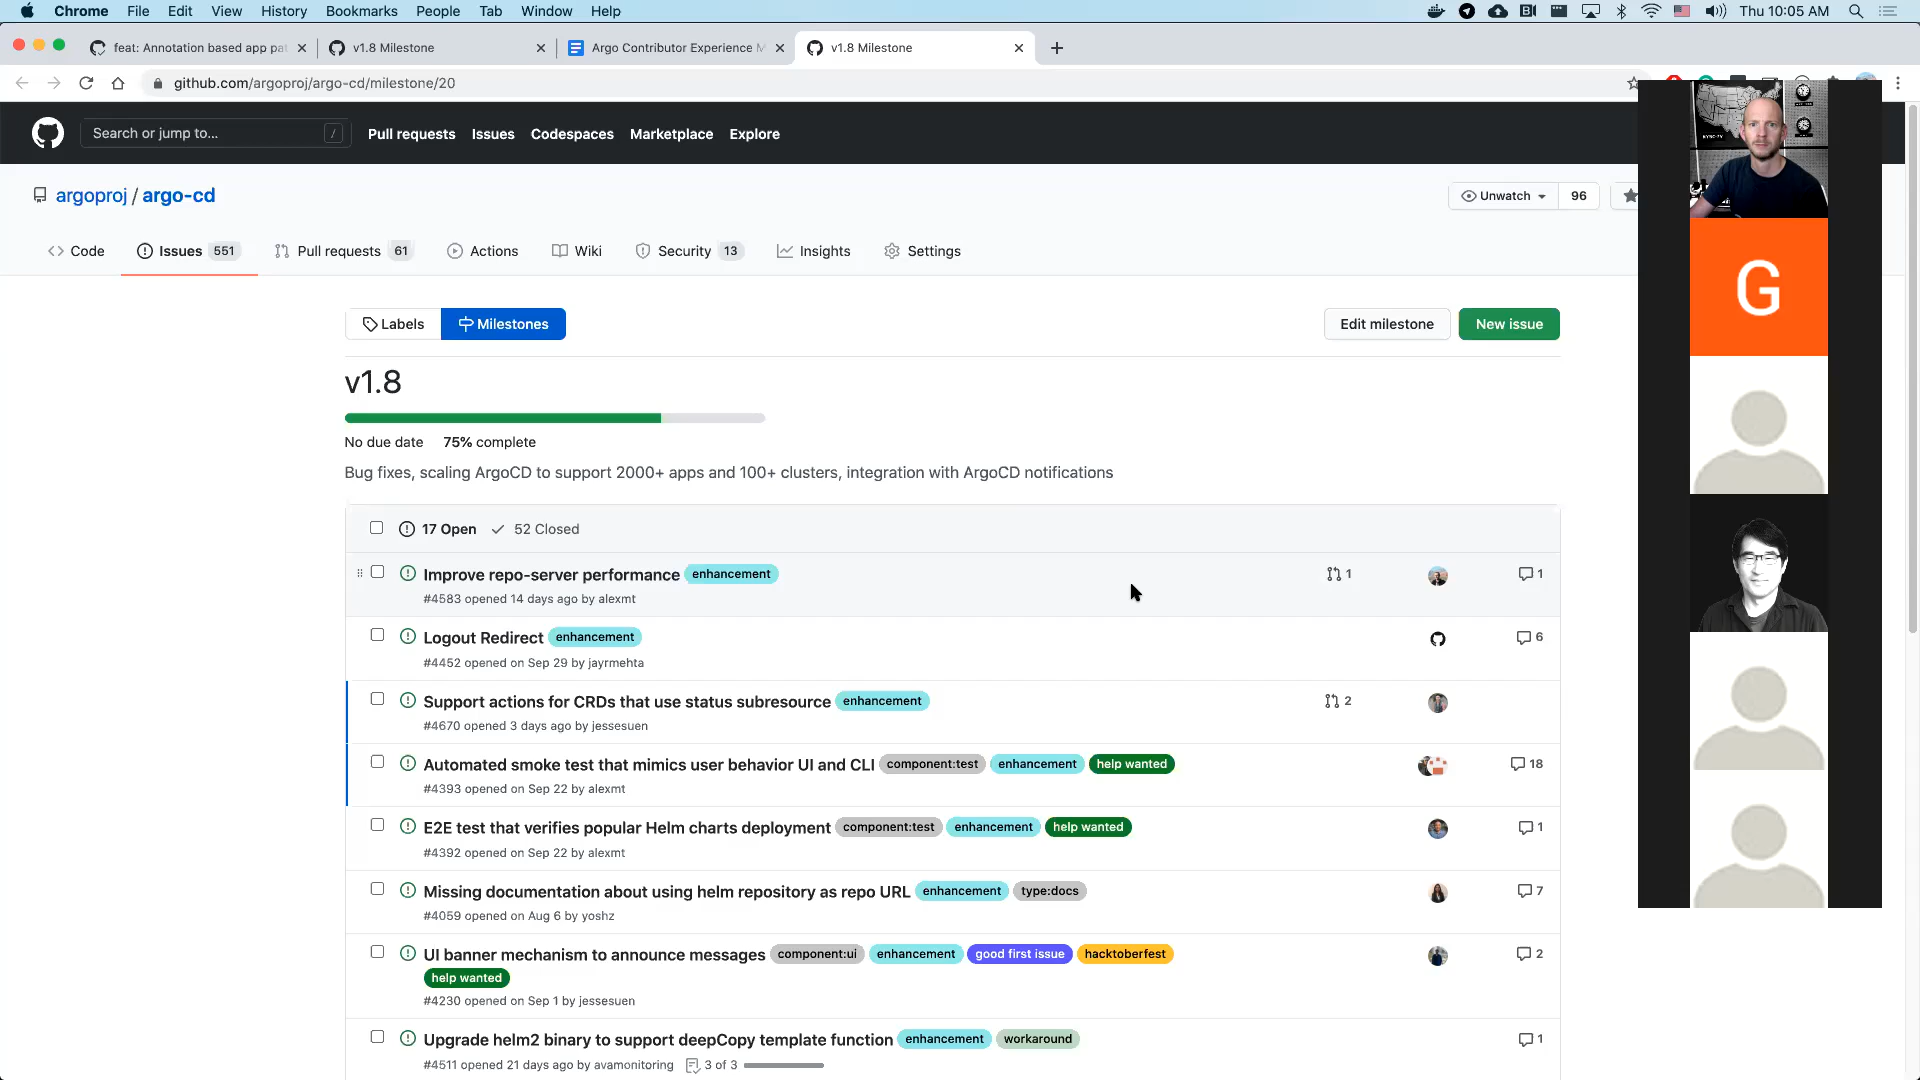 Chrome File Edit View History Bookmarks People Tab Window Help Thu 10:05 AM
feat: Annotation based app pat v1.8 Milestone Argo Contributor Experience M v1.8 Milestone
github.com/argoproj/argo-cd/milestone/20
Search or jump to... / Pull requests Issues Codespaces Marketplace Explore
argoproj / argo-cd Unwatch 96
Code Issues 551 Pull requests 61 Actions Wiki Security 13 Insights Settings
Labels Milestones Edit milestone New issue
G
v1.8
No due date 75% complete
Bug fixes, scaling ArgoCD to support 2000+ apps and 100+ clusters, integration with ArgoCD notifications
17 Open 52 Closed
Improve repo-server performance enhancement 1 1
#4583 opened 14 days ago by alexmt
Logout Redirect enhancement 6
#4452 opened on Sep 29 by jayrmehta
Support actions for CRDs that use status subresource enhancement 2
#4670 opened 3 days ago by jessesuen
Automated smoke test that mimics user behavior UI and CLI component:test enhancement help wanted 18
#4393 opened on Sep 22 by alexmt
E2E test that verifies popular Helm charts deployment component:test enhancement help wanted 1
#4392 opened on Sep 22 by alexmt
Missing documentation about using helm repository as repo URL enhancement type:docs 7
#4059 opened on Aug 6 by yoshz
UI banner mechanism to announce messages component:ui enhancement good first issue hacktoberfest 2
help wanted
#4230 opened on Sep 1 by jessesuen
Upgrade helm2 binary to support deepCopy template function enhancement workaround 1
#4511 opened 21 days ago by avamonitoring 3 of 3